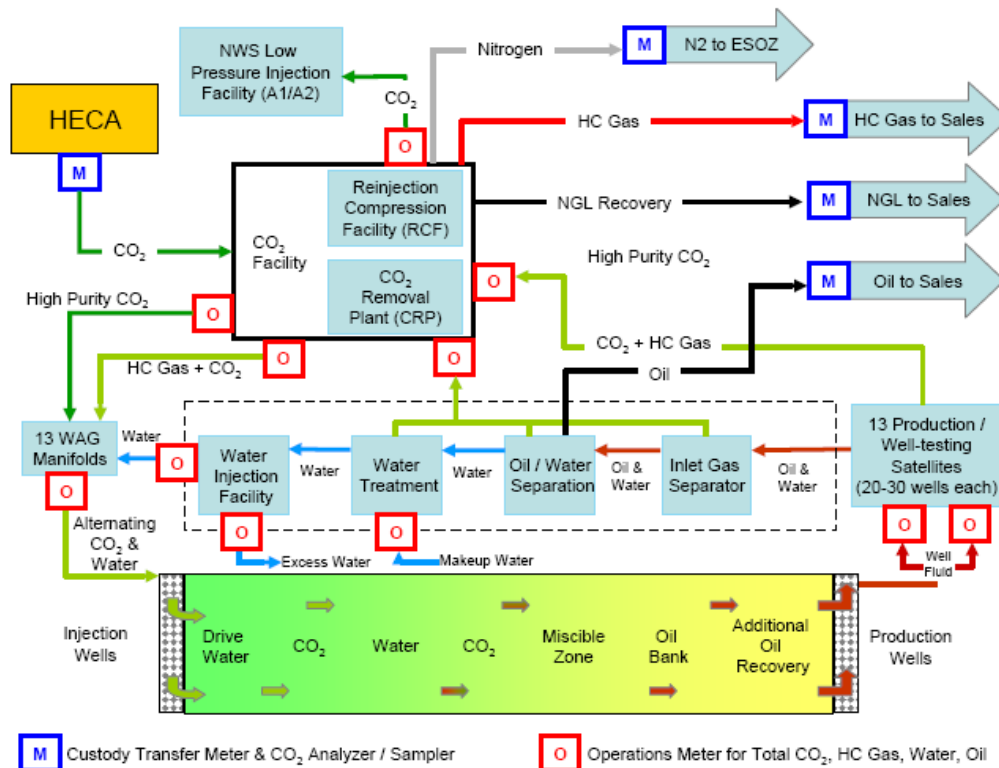 Nitrogen
M
N2 to ESOZ
NWS Low
Pressure Injection
Facility (A1/A2)
CO2
HECA
M
O
HC Gas
M
HC Gas to Sales
Reinjection
Compression
Facility (RCF)
NGL Recovery
M
NGL to Sales
CO2
CO2
Facility
High Purity CO2
CO2
Removal
Plant (CRP)
O
M
Oil to Sales
High Purity CO2
O
O
O
HC Gas + CO2
CO2 + HC Gas
Oil
13 WAG
Manifolds
Water
O
Water
Injection
Facility
Water
Water
Treatment
Water
Oil / Water
Separation
Oil &
Water
Inlet Gas
Separator
Oil &
Water
13 Production /
Well-testing
Satellites
(20-30 wells each)
O
Alternating
CO2 &
Water
O
Excess Water
O
Makeup Water
O
O
Well
Fluid
Injection
Wells
Drive
Water
CO2
Water
CO2
Miscible
Zone
Oil
Bank
Additional
Oil
Recovery
Production
Wells
M
Custody Transfer Meter & CO2 Analyzer / Sampler
O
Operations Meter for Total CO2, HC Gas, Water, Oil